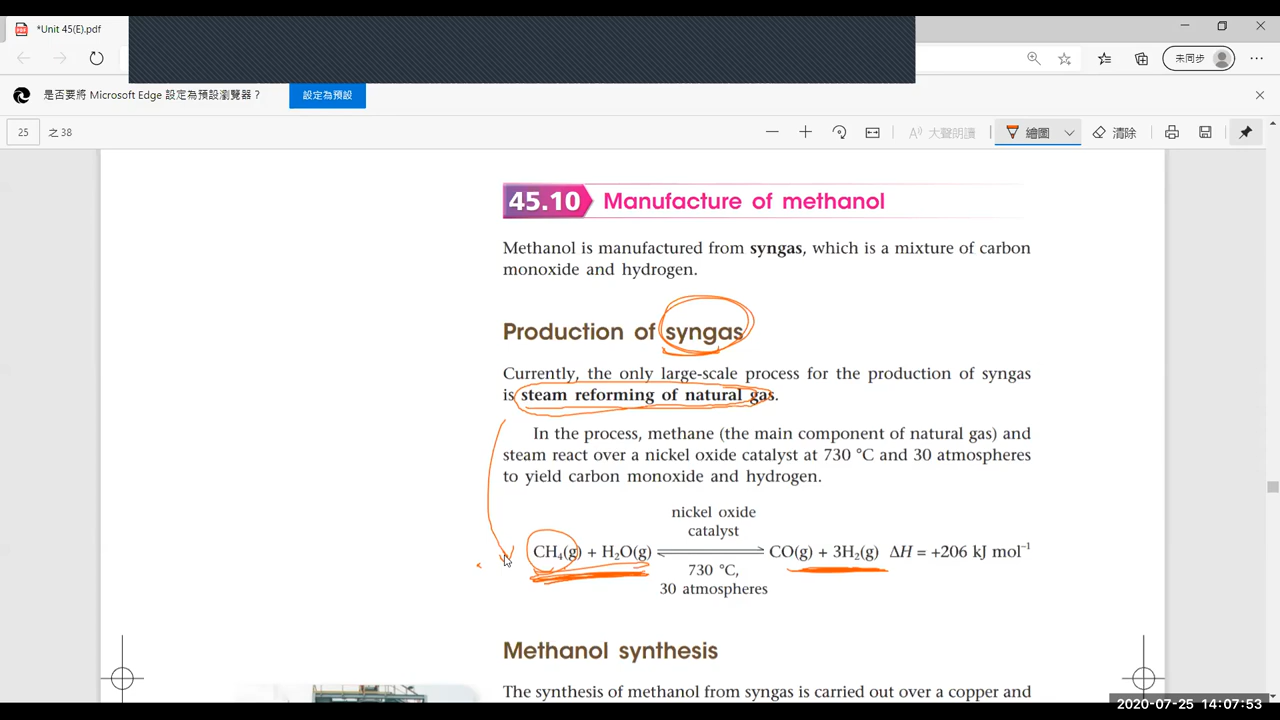 *Unit 45(E).pdf
未同步
是否要將 Microsoft Edge 設定為預設瀏覽器？ 設定為預設
25 之 38 大聲朗讀 繪圖 清除
45.10 Manufacture of methanol
Methanol is manufactured from syngas, which is a mixture of carbon
monoxide and hydrogen.
Production of syngas
Currently, the only large-scale process for the production of syngas
is steam reforming of natural gas.
In the process, methane (the main component of natural gas) and
steam react over a nickel oxide catalyst at 730 °C and 30 atmospheres
to yield carbon monoxide and hydrogen.
nickel oxide
catalyst
CH₄(g) + H₂O(g) ⇌ CO(g) + 3H₂(g) ΔH = +206 kJ mol⁻¹
730 °C,
30 atmospheres
Methanol synthesis
The synthesis of methanol from syngas is carried out over a copper and
2020-07-25 14:07:53